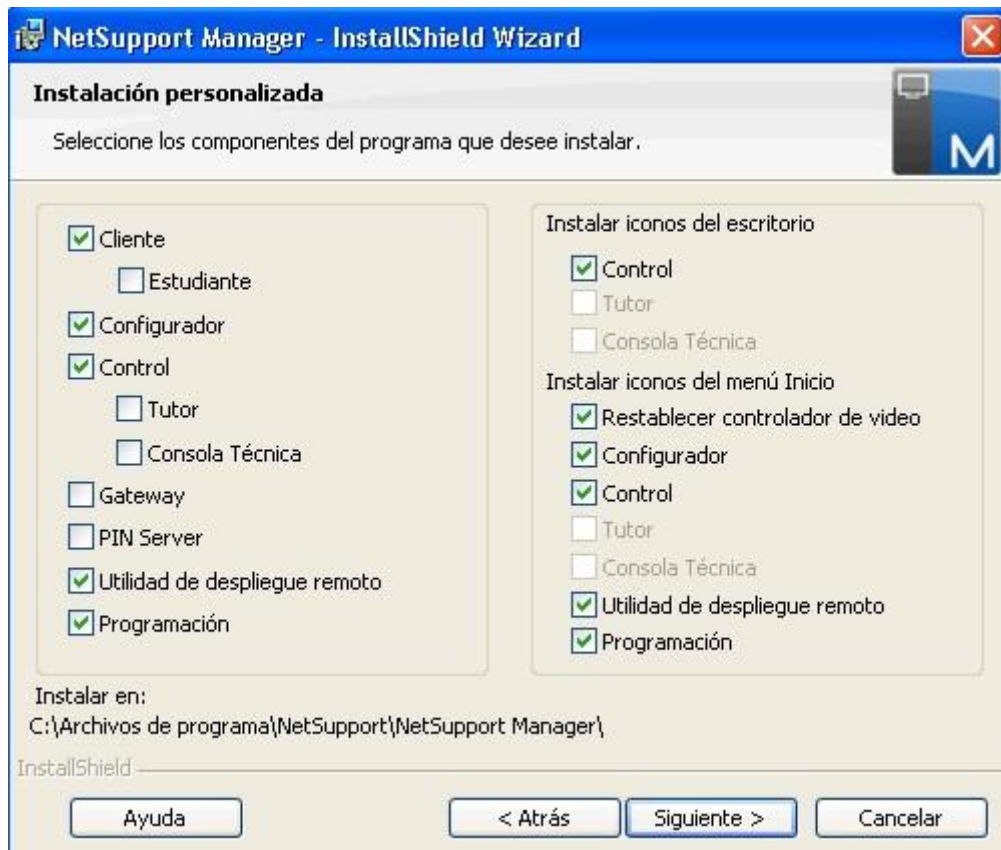 NetSupport Manager - InstallShield Wizard
Instalación personalizada
Seleccione los componentes del programa que desee instalar.
M
Cliente
Estudiante
Configurador
Control
Tutor
Consola Técnica
Gateway
PIN Server
Utilidad de despliegue remoto
Programación
Instalar iconos del escritorio
Control
Tutor
Consola Técnica
Instalar iconos del menú Inicio
Restablecer controlador de video
Configurador
Control
Tutor
Consola Técnica
Utilidad de despliegue remoto
Programación
Instalar en:
C:\Archivos de programa\NetSupport\NetSupport Manager\
InstallShield
Ayuda
< Atrás
Siguiente >
Cancelar